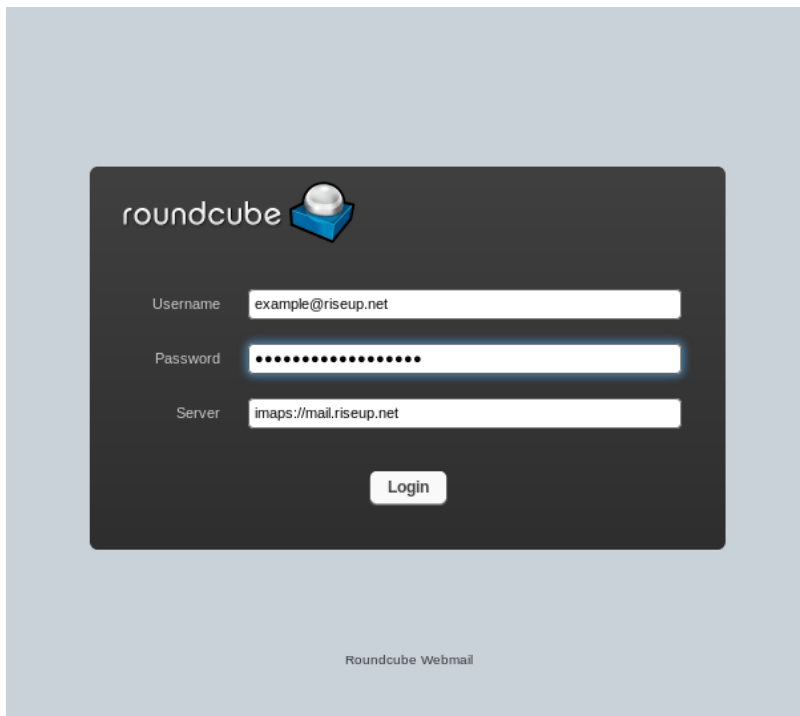 roundcube
Username example@riseup.net
Password ••••••••••••••••••
Server imaps://mail.riseup.net
Login
Roundcube Webmail